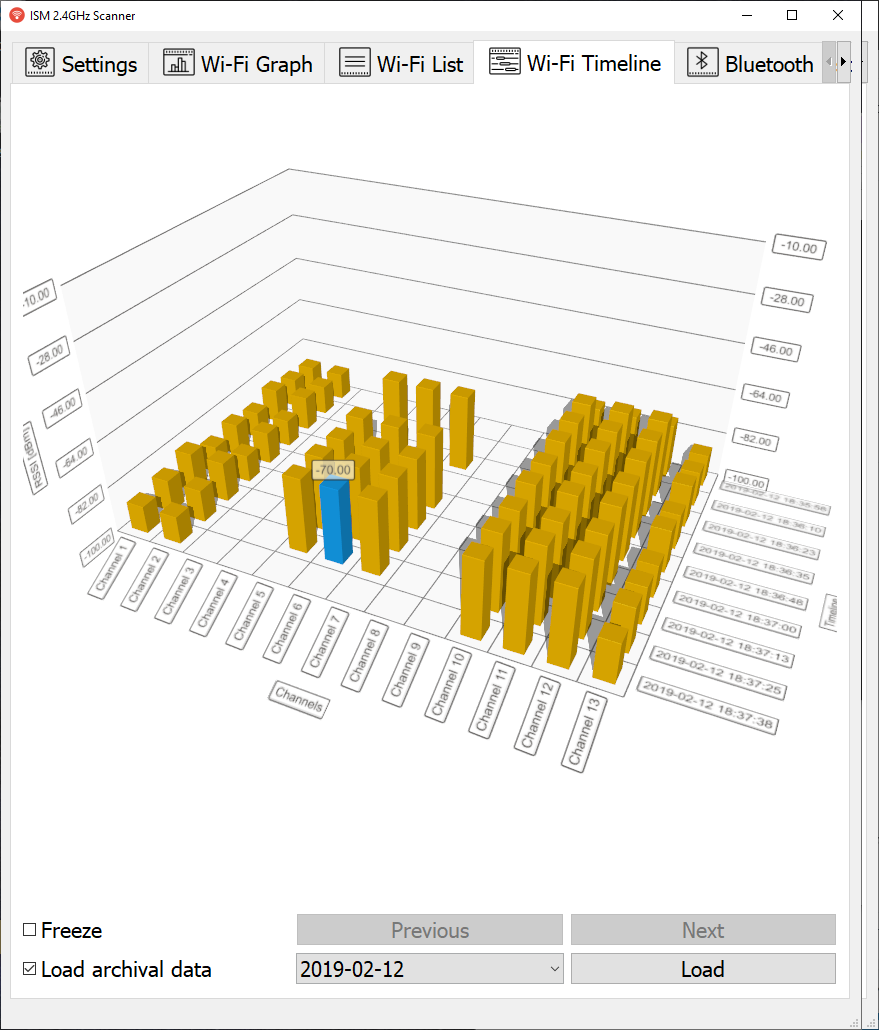 ISM 2.4GHz Scanner
Settings
Wi-Fi Graph
Wi-Fi List
Wi-Fi Timeline
Bluetooth
-10.00
-28.00
-46.00
-64.00
-82.00
-100.00
RSSI [dBm]
-10.00
-28.00
-46.00
-64.00
-82.00
-100.00
-70.00
2019-02-12 18:35:56
2019-02-12 18:36:10
2019-02-12 18:36:23
2019-02-12 18:36:35
2019-02-12 18:36:48
2019-02-12 18:37:00
2019-02-12 18:37:13
2019-02-12 18:37:25
2019-02-12 18:37:38
Timeline
Channel 1
Channel 2
Channel 3
Channel 4
Channel 5
Channel 6
Channel 7
Channel 8
Channel 9
Channel 10
Channel 11
Channel 12
Channel 13
Channels
Freeze
Previous
Next
Load archival data
2019-02-12
Load